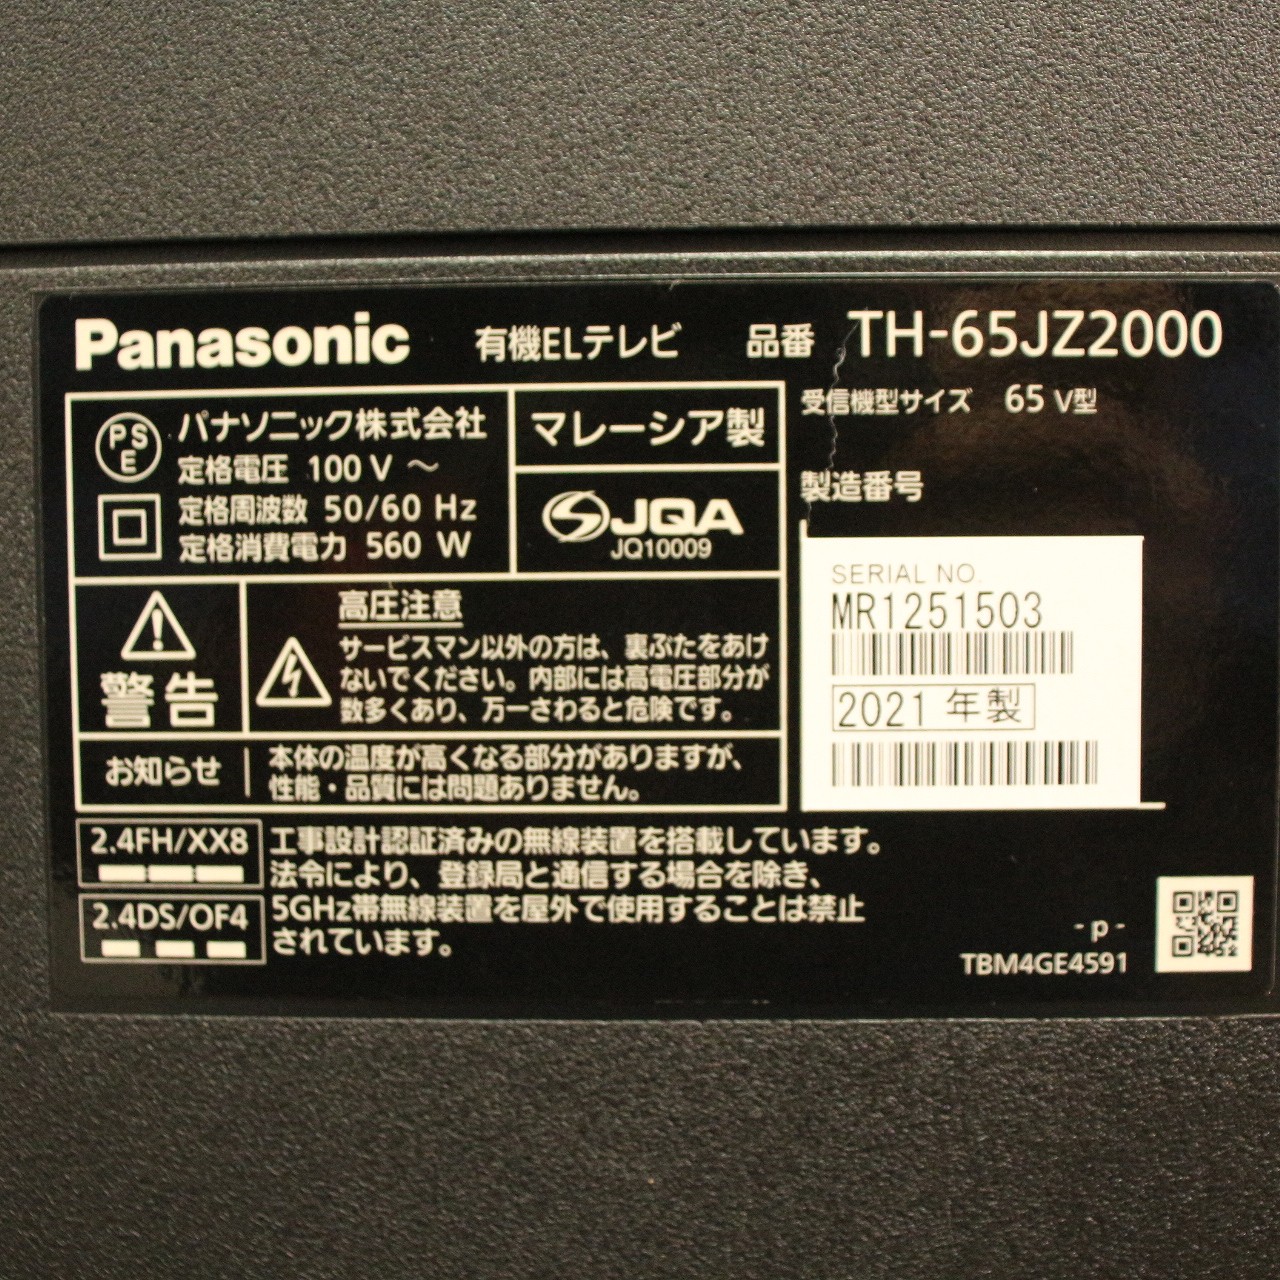 Panasonic 有機ELテレビ 品番 TH-65JZ2000
受信機型サイズ 65 V型
PSE
パナソニック株式会社
定格電圧 100 V ～
定格周波数 50/60 Hz
定格消費電力 560 W
マレーシア製
JQA
JQ10009
製造番号
SERIAL NO.
MR1251503
2021 年製
警告
高圧注意
サービスマン以外の方は、裏ぶたをあけ
ないでください。内部には高電圧部分が
数多くあり、万一さわると危険です。
お知らせ
本体の温度が高くなる部分がありますが、
性能・品質には問題ありません。
2.4FH/XX8
2.4DS/OF4
工事設計認証済みの無線装置を搭載しています。
法令により、登録局と通信する場合を除き、
5GHz帯無線装置を屋外で使用することは禁止
されています。
- p -
TBM4GE4591